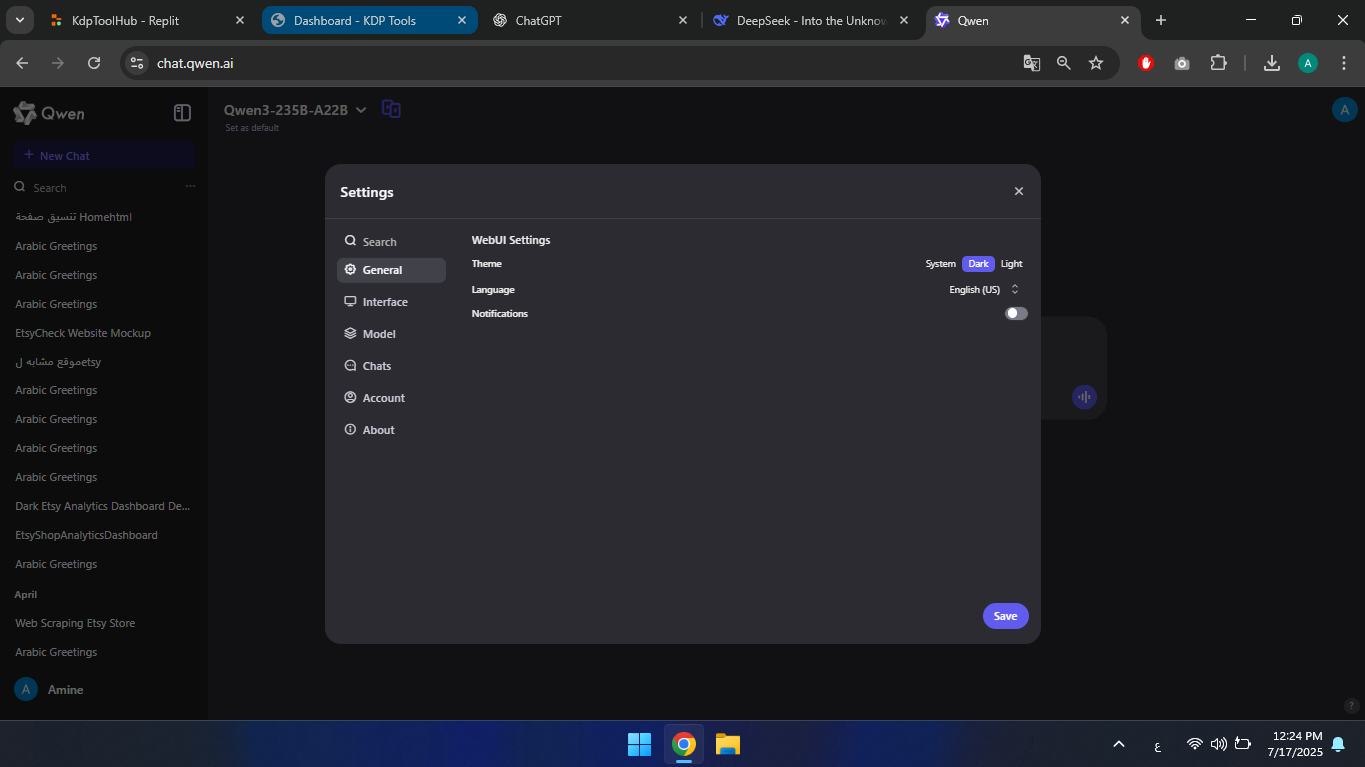 KdpToolHub - Replit
Dashboard - KDP Tools
ChatGPT
DeepSeek - Into the Unknow
Qwen
chat.qwen.ai
A
Qwen
Qwen3-235B-A22B
Set as default
A
New Chat
Search
تنسيق صفحة Homehtml
Arabic Greetings
Arabic Greetings
Arabic Greetings
EtsyCheck Website Mockup
موقع مشابه ل etsy
Arabic Greetings
Arabic Greetings
Arabic Greetings
Arabic Greetings
Dark Etsy Analytics Dashboard De...
EtsyShopAnalyticsDashboard
Arabic Greetings
April
Web Scraping Etsy Store
Arabic Greetings
A Amine
Settings
Search
General
Interface
Model
Chats
Account
About
WebUI Settings
Theme System Dark Light
Language English (US)
Notifications
Save
?
ع
12:24 PM
7/17/2025